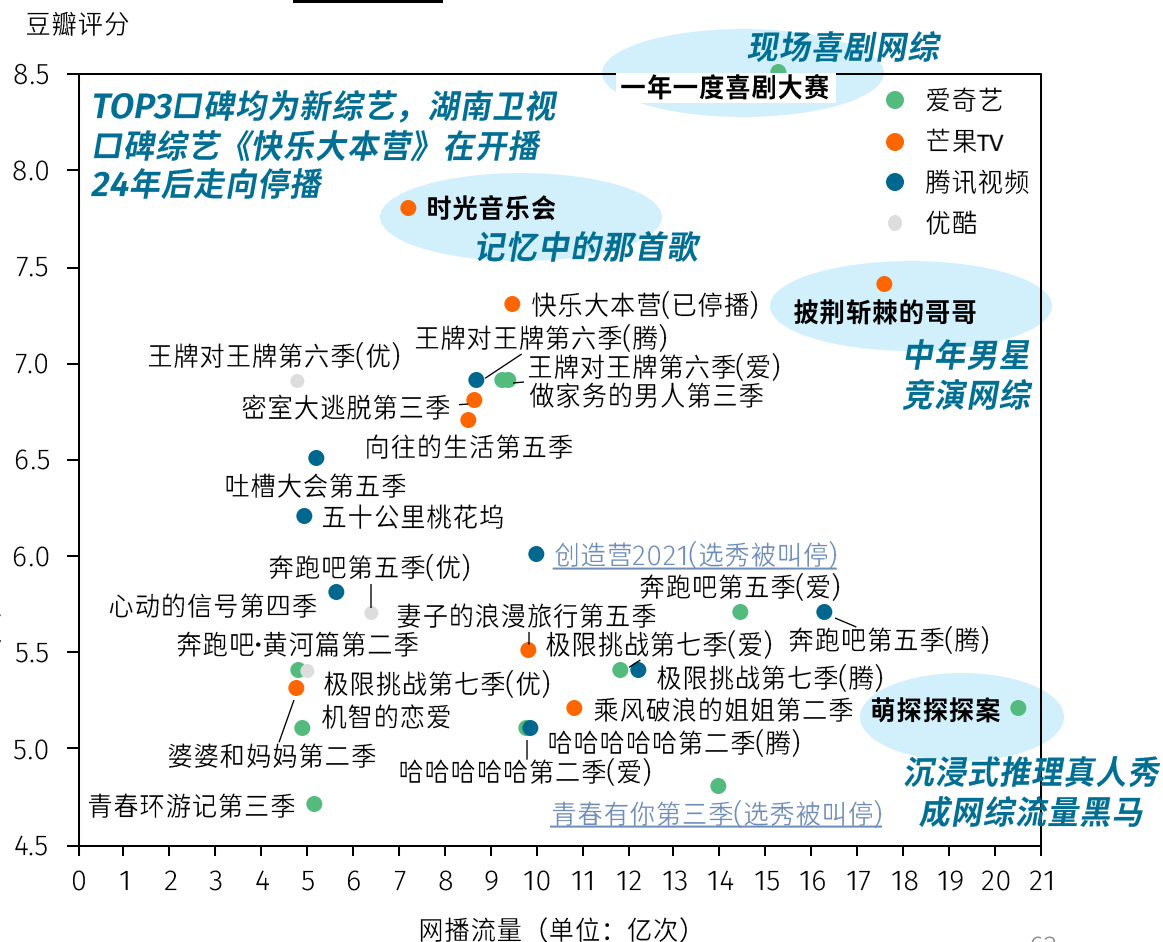 豆瓣评分
现场喜剧网综
8.5
一年一度喜剧大赛
TOP3口碑均为新综艺，湖南卫视
口碑综艺《快乐大本营》在开播
24年后走向停播
爱奇艺
芒果TV
腾讯视频
优酷
8.0
时光音乐会
记忆中的那首歌
7.5
快乐大本营(已停播)
披荆斩棘的哥哥
中年男星
竞演网综
王牌对王牌第六季(腾)
王牌对王牌第六季(优)
7.0
王牌对王牌第六季(爱)
做家务的男人第三季
密室大逃脱第三季
向往的生活第五季
6.5
吐槽大会第五季
五十公里桃花坞
6.0
创造营2021(选秀被叫停)
奔跑吧第五季(优)
奔跑吧第五季(爱)
心动的信号第四季
妻子的浪漫旅行第五季
奔跑吧·黄河篇第二季
极限挑战第七季(爱)
奔跑吧第五季(腾)
5.5
极限挑战第七季(优)
极限挑战第七季(腾)
机智的恋爱
乘风破浪的姐姐第二季
萌探探探案
5.0
婆婆和妈妈第二季
哈哈哈哈哈第二季(腾)
哈哈哈哈哈第二季(爱)
沉浸式推理真人秀
成网综流量黑马
青春环游记第三季
青春有你第三季(选秀被叫停)
4.5
0 1 2 3 4 5 6 7 8 9 10 11 12 13 14 15 16 17 18 19 20 21
网播流量（单位：亿次）